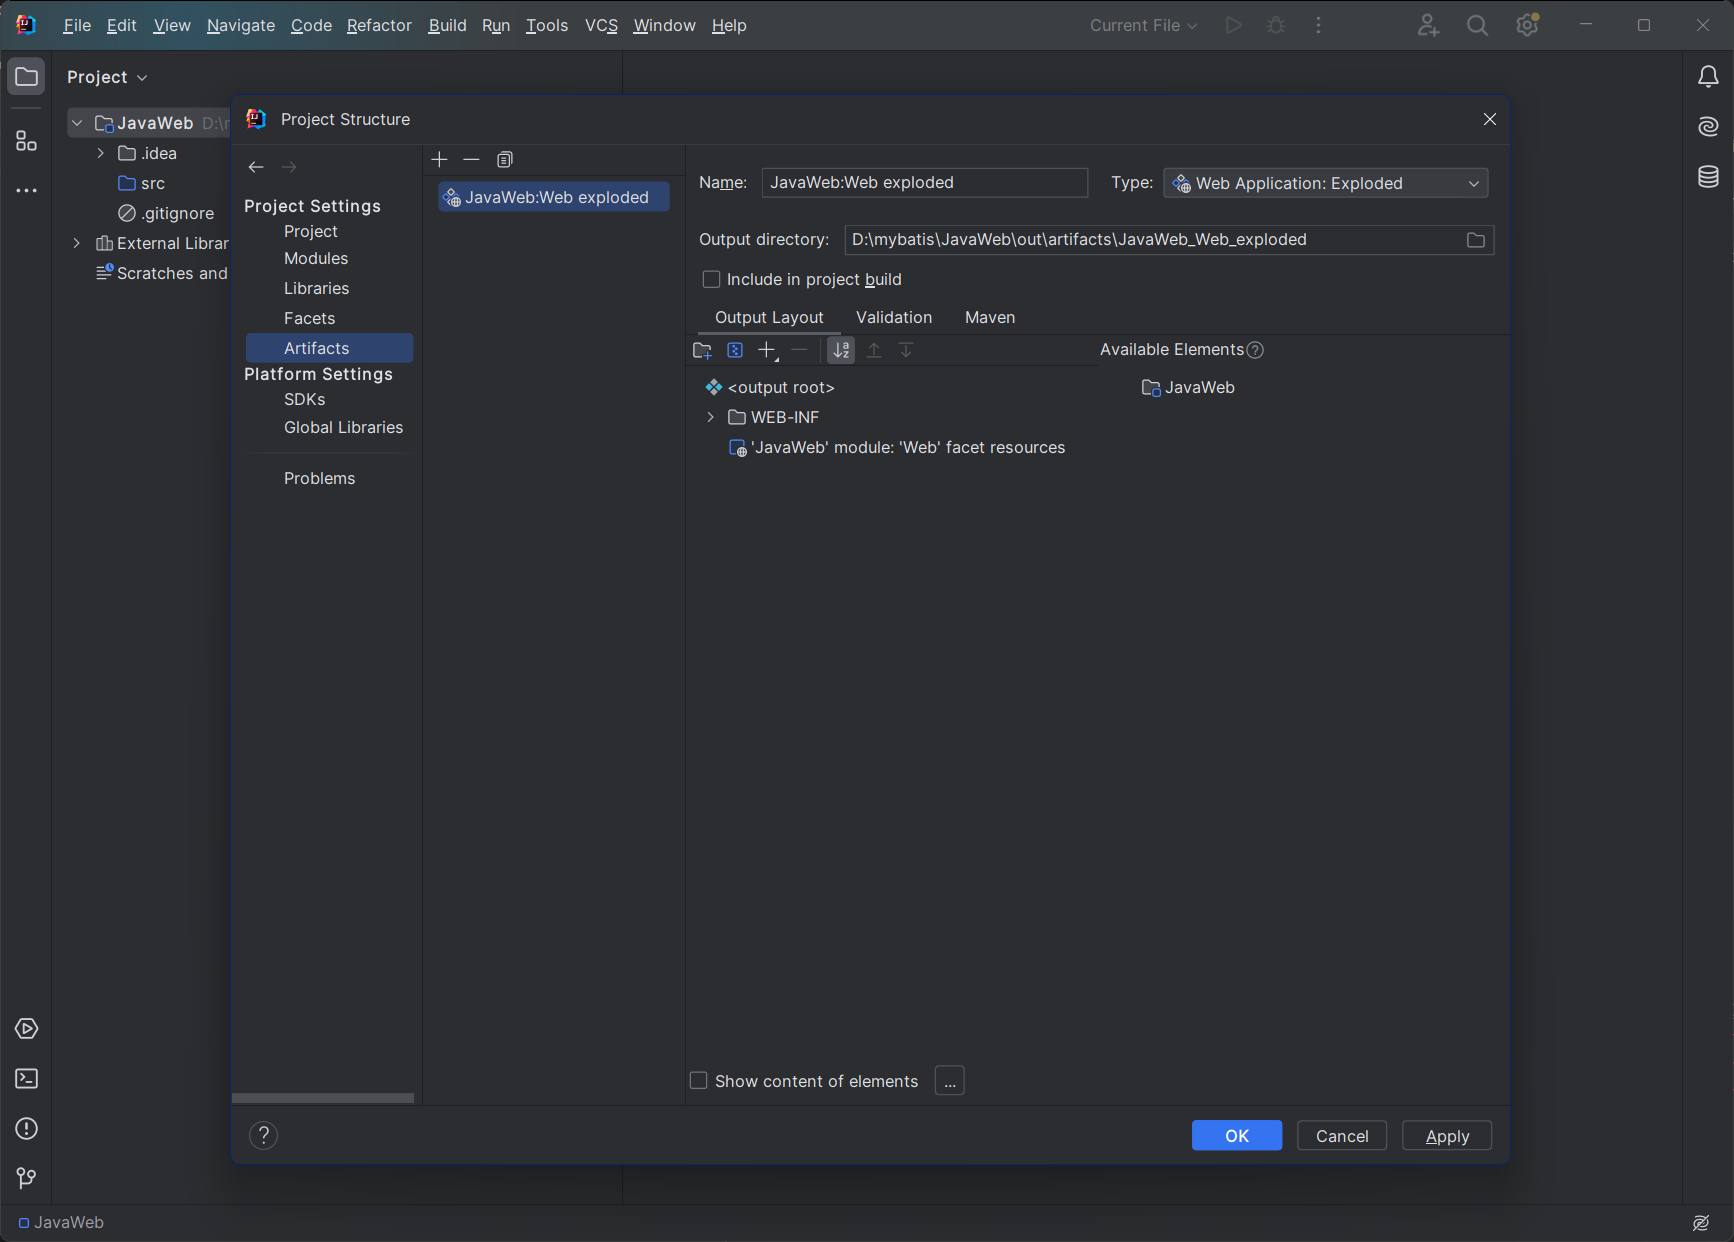 File Edit View Navigate Code Refactor Build Run Tools VCS Window Help Current File
Project
JavaWeb D:\
.idea
src
.gitignore
External Librar
Scratches and
Project Structure
Project Settings
Project
Modules
Libraries
Facets
Artifacts
Platform Settings
SDKs
Global Libraries
Problems
JavaWeb:Web exploded
Name: JavaWeb:Web exploded Type: Web Application: Exploded
Output directory: D:\mybatis\JavaWeb\out\artifacts\JavaWeb_Web_exploded
Include in project build
Output Layout Validation Maven
Available Elements
<output root>
WEB-INF
'JavaWeb' module: 'Web' facet resources
JavaWeb
Show content of elements ...
? OK Cancel Apply
JavaWeb